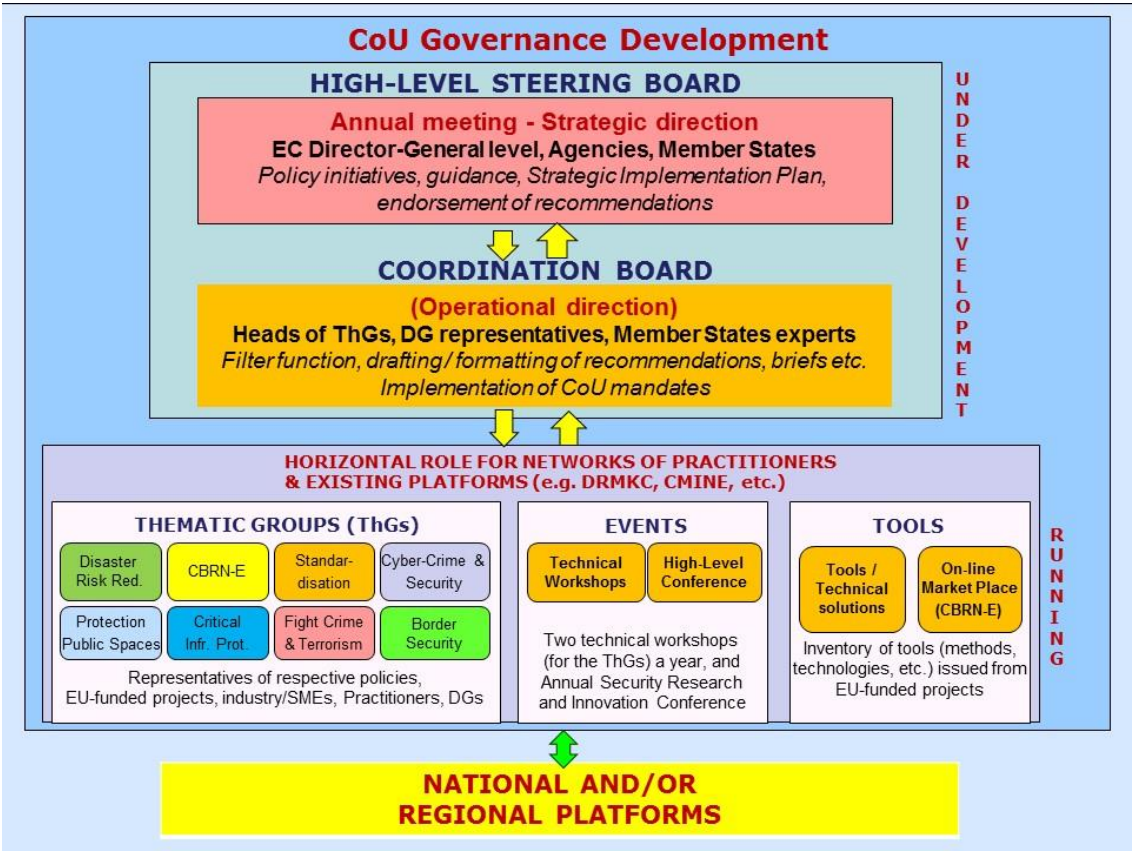 CoU Governance Development
HIGH-LEVEL STEERING BOARD
Annual meeting - Strategic direction
EC Director-General level, Agencies, Member States
Policy initiatives, guidance, Strategic Implementation Plan,
endorsement of recommendations
COORDINATION BOARD
(Operational direction)
Heads of ThGs, DG representatives, Member States experts
Filter function, drafting / formatting of recommendations, briefs etc.
Implementation of CoU mandates
UNDER DEVELOPMENT
HORIZONTAL ROLE FOR NETWORKS OF PRACTITIONERS
& EXISTING PLATFORMS (e.g. DRMKC, CMINE, etc.)
THEMATIC GROUPS (ThGs)
Disaster
Risk Red.
CBRN-E
Standar-
disation
Cyber-Crime &
Security
Protection
Public Spaces
Critical
Infr. Prot.
Fight Crime
& Terrorism
Border
Security
Representatives of respective policies,
EU-funded projects, industry/SMEs, Practitioners, DGs
EVENTS
Technical
Workshops
High-Level
Conference
Two technical workshops
(for the ThGs) a year, and
Annual Security Research
and Innovation Conference
TOOLS
Tools /
Technical
solutions
On-line
Market Place
(CBRN-E)
Inventory of tools (methods,
technologies, etc.) issued from
EU-funded projects
RUNNING
NATIONAL AND/OR
REGIONAL PLATFORMS